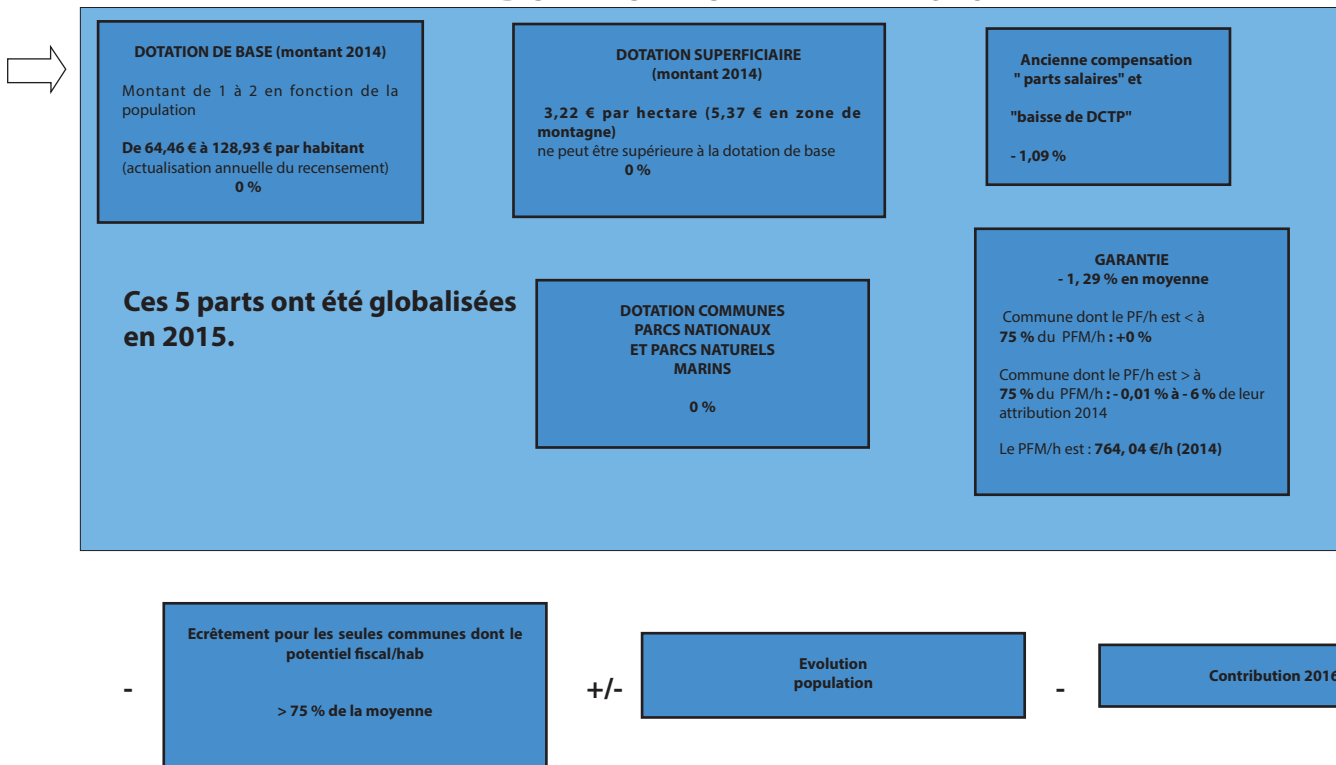 DOTATION DE BASE (montant 2014)
Montant de 1 à 2 en fonction de la
population
De 64,46 € à 128,93 € par habitant
(actualisation annuelle du recensement)
0 %
DOTATION SUPERFICIAIRE
(montant 2014)
3,22 € par hectare (5,37 € en zone de
montagne)
ne peut être supérieure à la dotation de base
0 %
Ancienne compensation
" parts salaires" et
"baisse de DCTP"
- 1,09 %
Ces 5 parts ont été globalisées
en 2015.
DOTATION COMMUNES
PARCS NATIONAUX
ET PARCS NATURELS
MARINS
0 %
GARANTIE
- 1, 29 % en moyenne
Commune dont le PF/h est < à
75 % du PFM/h : +0 %
Commune dont le PF/h est > à
75 % du PFM/h : - 0,01 % à - 6 % de leur
attribution 2014
Le PFM/h est : 764, 04 €/h (2014)
-
Ecrêtement pour les seules communes dont le
potentiel fiscal/hab
> 75 % de la moyenne
+/-
Evolution
population
-
Contribution 2016